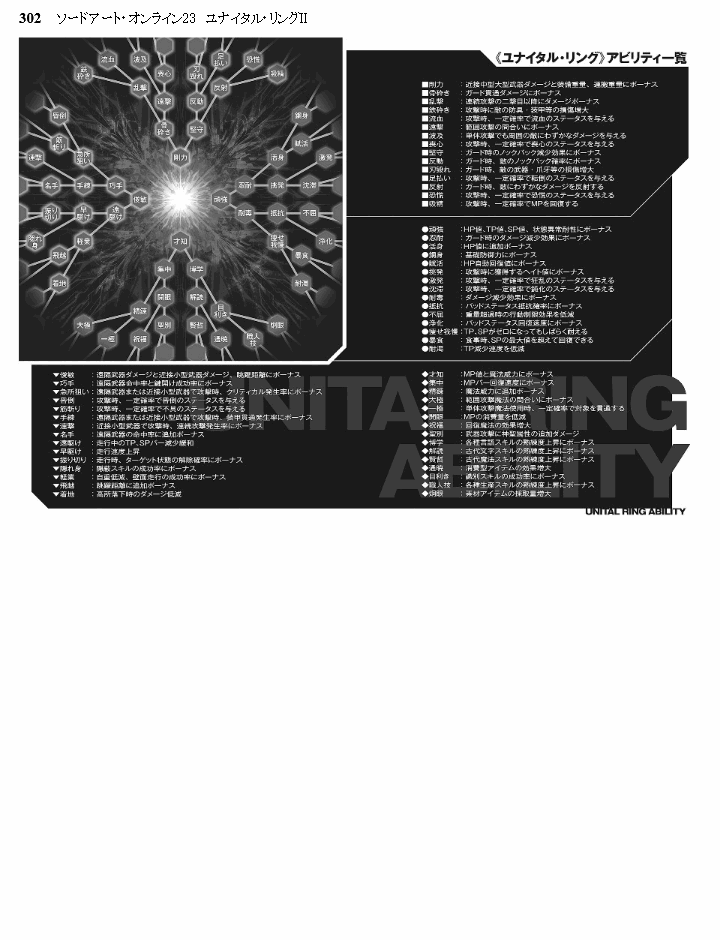 302 ソードアート・オンライン23 ユナイタル・リングII
《ユナイタル・リング》アビリティ一覧
■剛力 ：近接中型大型武器ダメージと装備重量、運搬重量にボーナス
■骨砕き ：ガード貫通ダメージにボーナス
■乱撃 ：連続攻撃の二撃目以降にダメージボーナス
■鉄砕き ：攻撃時に敵の防具・装甲等の損傷増大
■流血 ：攻撃時、一定確率で流血のステータスを与える
■遠撃 ：範囲攻撃の間合いにボーナス
■波及 ：単体攻撃でも周囲の敵にわずかなダメージを与える
■喪心 ：攻撃時、一定確率で喪心のステータスを与える
■堅守 ：ガード時のノックバック減少効果にボーナス
■反動 ：ガード時、敵のノックバック確率にボーナス
■刃毀れ ：ガード時、敵の武器・爪牙等の損傷増大
■足払い ：攻撃時、一定確率で転倒のステータスを与える
■反射 ：ガード時、敵にわずかなダメージを反射する
■恐慌 ：攻撃時、一定確率で恐慌のステータスを与える
■吸精 ：攻撃時、一定確率でMPを回復する
●頑強 ：HP値、TP値、SP値、状態異常耐性にボーナス
●忍耐 ：ガード時のダメージ減少効果にボーナス
●活身 ：HP値に追加ボーナス
●鋼身 ：基礎防御力にボーナス
●賦活 ：HP自動回復値にボーナス
●挑発 ：攻撃時に獲得するヘイト値にボーナス
●激発 ：攻撃時、一定確率で狂乱のステータスを与える
●沈滞 ：攻撃時、一定確率で鈍化のステータスを与える
●耐毒 ：ダメージ減少効果にボーナス
●抵抗 ：バッドステータス抵抗確率にボーナス
●不屈 ：重量超過時の行動制限効果を低減
●浄化 ：バッドステータス回復速度にボーナス
●痩せ我慢：TP、SPがゼロになってもしばらく耐える
●暴食 ：食事時、SPの最大値を超えて回復できる
●耐渇 ：TP減少速度を低減
▼俊敏 ：遠隔武器ダメージと近接小型武器ダメージ、跳躍距離にボーナス
▼巧手 ：遠隔武器命中率と鍵開け成功率にボーナス
▼急所狙い ：遠隔武器または近接小型武器で攻撃時、クリティカル発生率にボーナス
▼昏倒 ：攻撃時、一定確率で昏倒のステータスを与える
▼筋斬り ：攻撃時、一定確率で不具のステータスを与える
▼手練 ：遠隔武器または近接小型武器で攻撃時、装甲貫通発生率にボーナス
▼連撃 ：近接小型武器で攻撃時、連続攻撃発生率にボーナス
▼名手 ：遠隔武器の命中率に追加ボーナス
▼遠駆け ：走行中のTP、SPバー減少緩和
▼早駆け ：走行速度上昇
▼振り切り ：走行時、ターゲット状態の解除確率にボーナス
▼隠れ身 ：隠蔽スキルの成功率にボーナス
▼軽業 ：自重低減、壁面走行の成功率にボーナス
▼飛越 ：跳躍距離に追加ボーナス
▼着地 ：高所落下時のダメージ低減
◆才知 ：MP値と魔法威力にボーナス
◆集中 ：MPバー回復速度にボーナス
◆精錬 ：魔法威力に追加ボーナス
◆大極 ：範囲攻撃魔法の間合いにボーナス
◆一極 ：単体攻撃魔法使用時、一定確率で対象を貫通する
◆開眼 ：MPの消費量を低減
◆祝福 ：回復魔法の効果増大
◆聖別 ：武器攻撃に神聖属性の追加ダメージ
◆博学 ：各種言語スキルの熟練度上昇にボーナス
◆解読 ：古代文字スキルの熟練度上昇にボーナス
◆賢哲 ：古代魔法スキルの熟練度上昇にボーナス
◆通暁 ：消費型アイテムの効果増大
◆目利き ：鑑別スキルの成功率にボーナス
◆職人技 ：各種生産スキルの熟練度上昇にボーナス
◆炯眼 ：素材アイテムの採取量増大
UNITAL RING
ABILITY
UNITAL RING ABILITY